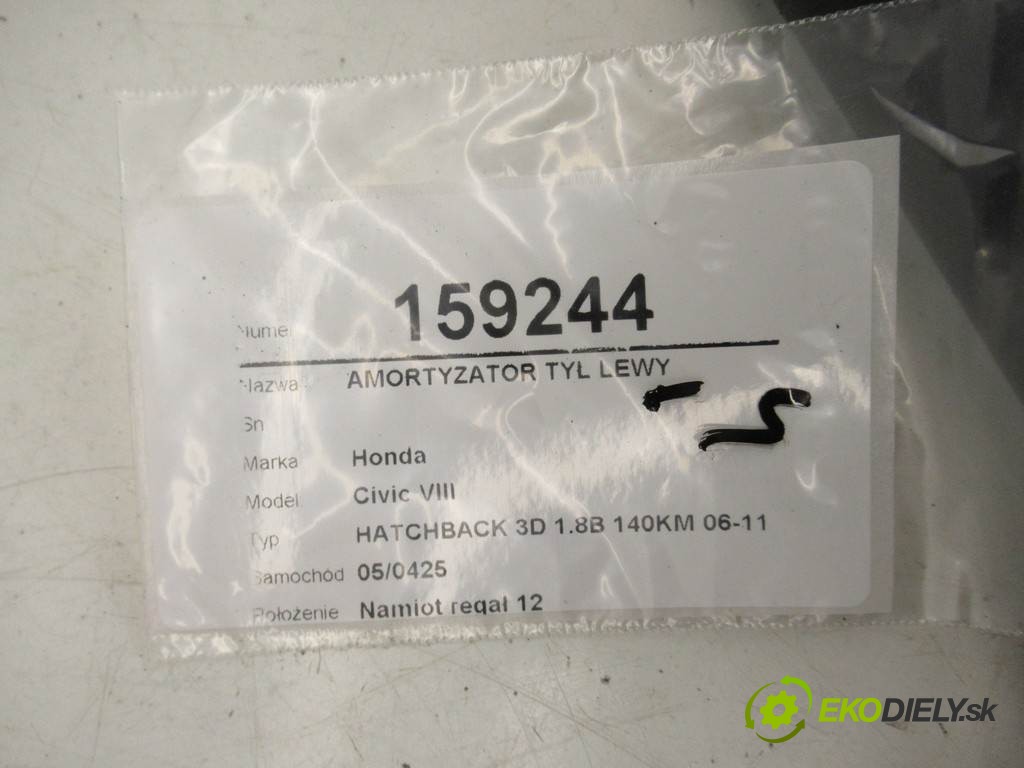 Numer 159244
Nazwa AMORTYZATOR TYŁ LEWY
Sn
Marka Honda
Model Civic VIII
Typ HATCHBACK 3D 1.8B 140KM 06-11
Samochód 05/0425
Położenie Namiot regał 12
EKODIELY.sk